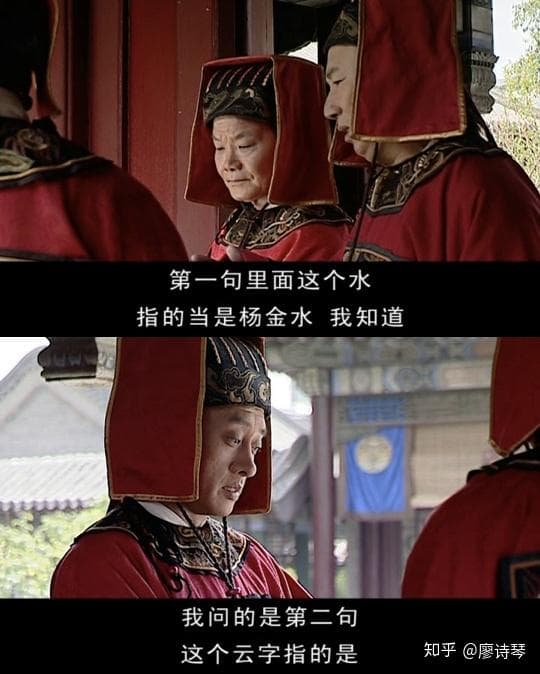 第一句里面这个水
指的当是杨金水 我知道
我问的是第二句
这个云字指的是
知乎 @廖诗琴